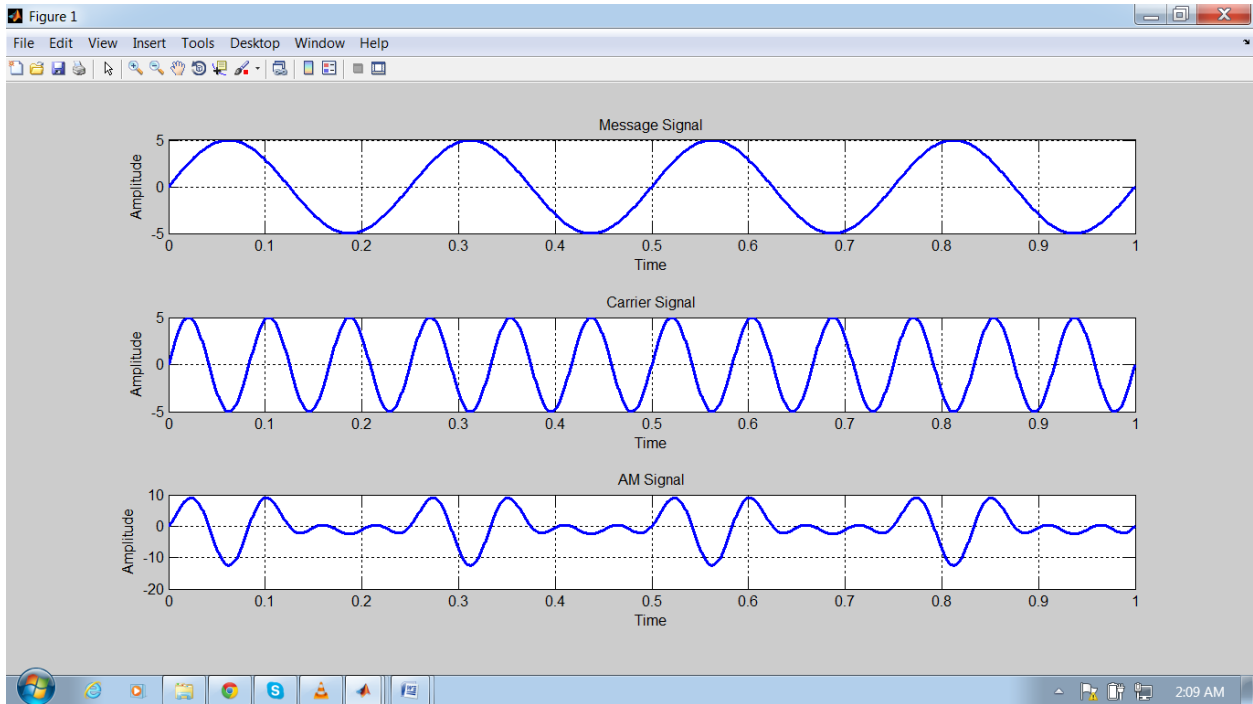 Figure 1
File Edit View Insert Tools Desktop Window Help
Message Signal
Amplitude
5
0
-5
0 0.1 0.2 0.3 0.4 0.5 0.6 0.7 0.8 0.9 1
Time
Carrier Signal
Amplitude
5
0
-5
0 0.1 0.2 0.3 0.4 0.5 0.6 0.7 0.8 0.9 1
Time
AM Signal
Amplitude
10
0
-10
-20
0 0.1 0.2 0.3 0.4 0.5 0.6 0.7 0.8 0.9 1
Time
2:09 AM